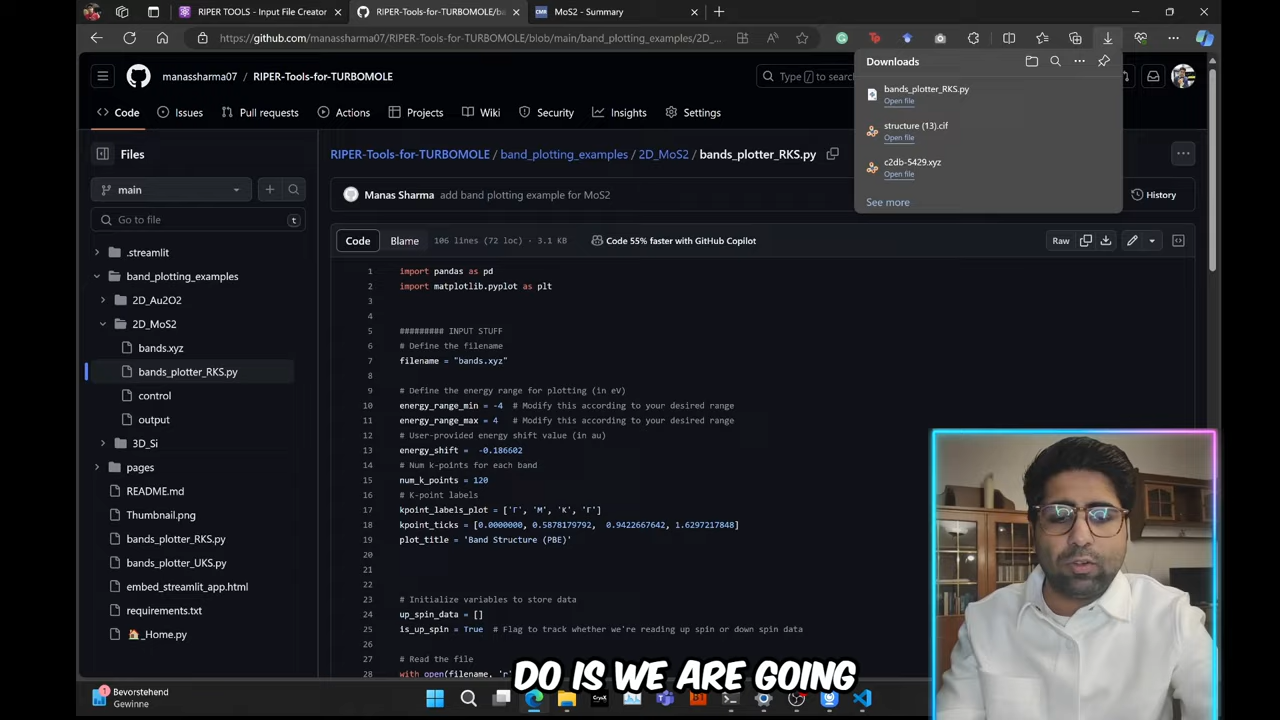 RIPER TOOLS - Input File Creator
RIPER-Tools-for-TURBOMOLE/ba
MoS2 - Summary
https://github.com/manassharma07/RIPER-Tools-for-TURBOMOLE/blob/main/band_plotting_examples/2D_...
manassharma07 / RIPER-Tools-for-TURBOMOLE
Type / to search
Code
Issues
Pull requests
Actions
Projects
Wiki
Security
Insights
Settings
Downloads
bands_plotter_RKS.py
Open file
structure (13).cif
Open file
c2db-5429.xyz
Open file
See more
Files
main
Go to file
t
.streamlit
band_plotting_examples
2D_Au2O2
2D_MoS2
bands.xyz
bands_plotter_RKS.py
control
output
3D_Si
pages
README.md
Thumbnail.png
bands_plotter_RKS.py
bands_plotter_UKS.py
embed_streamlit_app.html
requirements.txt
_Home.py
RIPER-Tools-for-TURBOMOLE / band_plotting_examples / 2D_MoS2 / bands_plotter_RKS.py
Manas Sharma add band plotting example for MoS2
History
Code
Blame
106 lines (72 loc) · 3.1 KB
Code 55% faster with GitHub Copilot
Raw
1 import pandas as pd
2 import matplotlib.pyplot as plt
3
4
5 ######### INPUT STUFF
6 # Define the filename
7 filename = "bands.xyz"
8
9 # Define the energy range for plotting (in eV)
10 energy_range_min = -4 # Modify this according to your desired range
11 energy_range_max = 4 # Modify this according to your desired range
12 # User-provided energy shift value (in au)
13 energy_shift = -0.186602
14 # Num k-points for each band
15 num_k_points = 120
16 # K-point labels
17 kpoint_labels_plot = ['Γ', 'M', 'K', 'Γ']
18 kpoint_ticks = [0.0000000, 0.5878179792, 0.9422667642, 1.6297217848]
19 plot_title = 'Band Structure (PBE)'
20
21
22
23 # Initialize variables to store data
24 up_spin_data = []
25 is_up_spin = True # Flag to track whether we're reading up spin or down spin data
26
27 # Read the file
28 with open(filename, 'r
DO IS WE ARE GOING
1
Bevorstehend
Gewinne